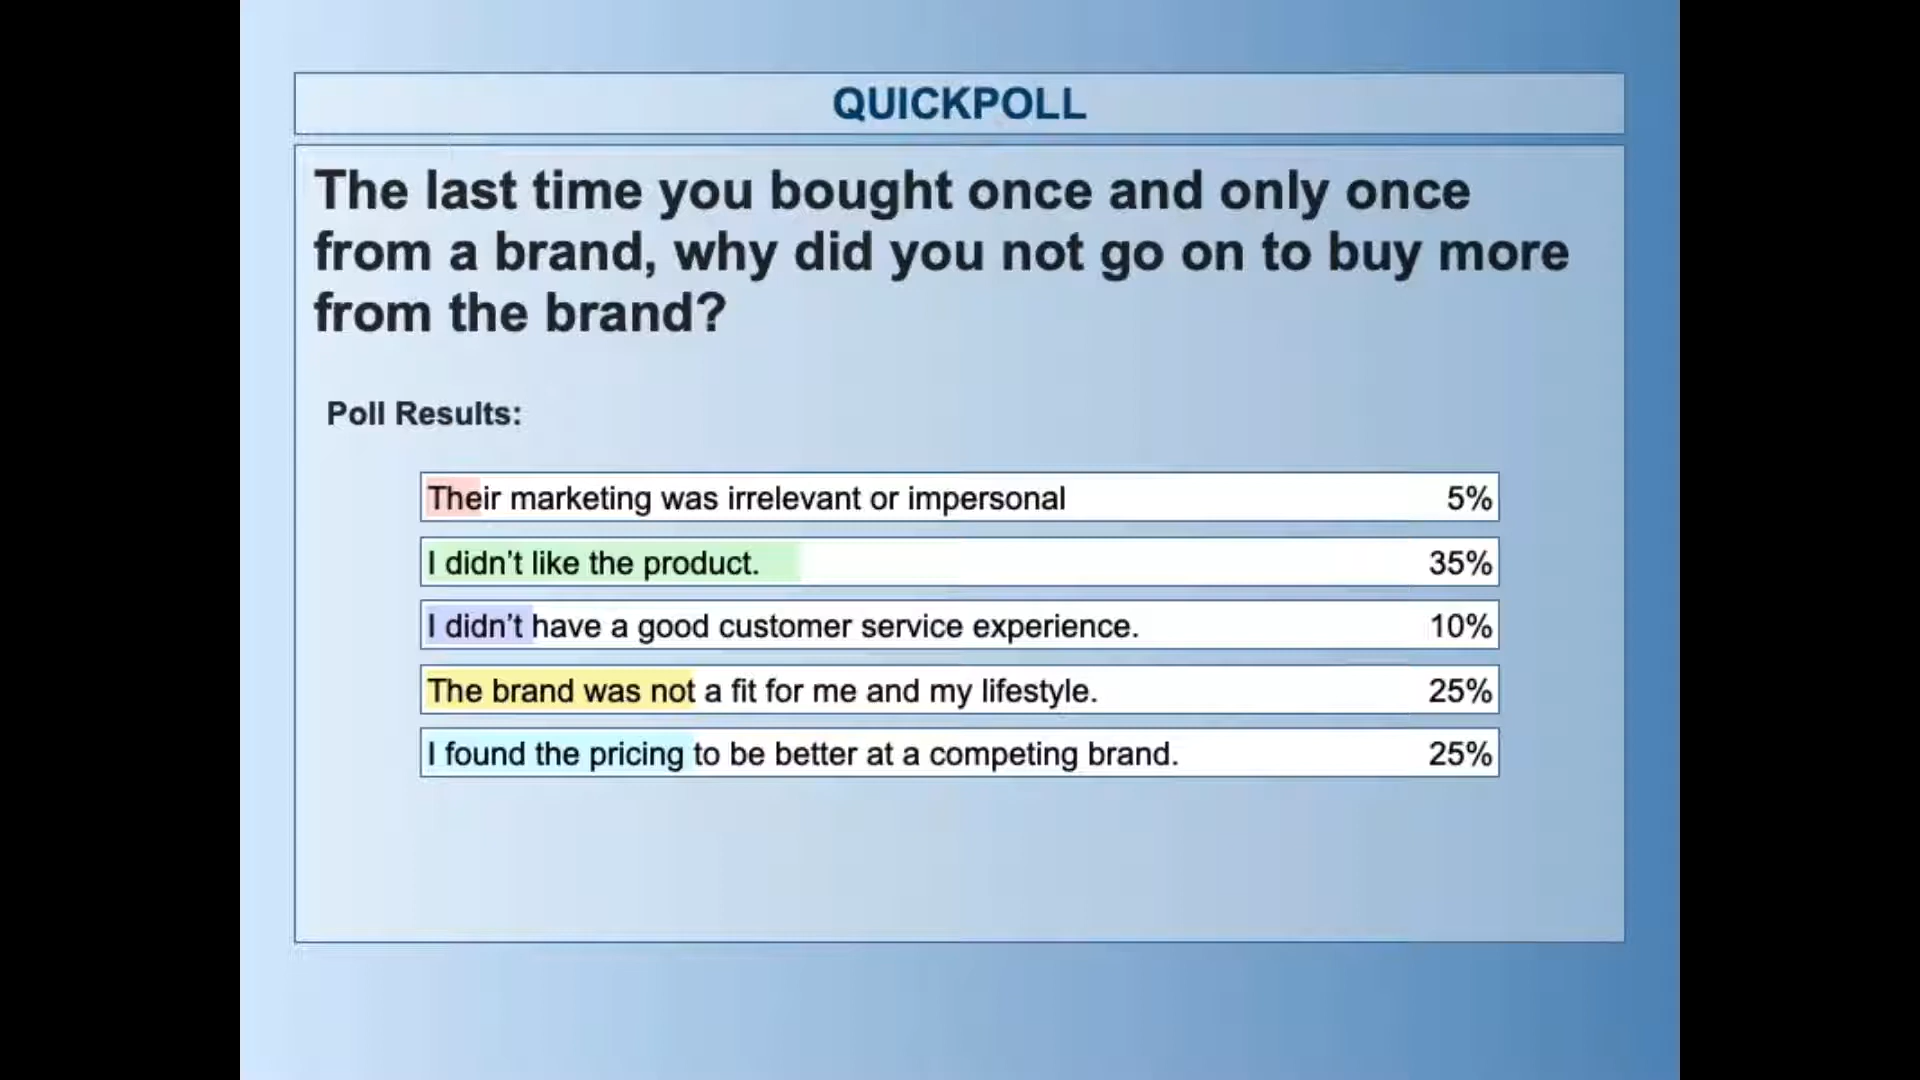 QUICKPOLL
The last time you bought once and only once
from a brand, why did you not go on to buy more
from the brand?
Poll Results:
Their marketing was irrelevant or impersonal 5%
I didn’t like the product. 35%
I didn’t have a good customer service experience. 10%
The brand was not a fit for me and my lifestyle. 25%
I found the pricing to be better at a competing brand. 25%